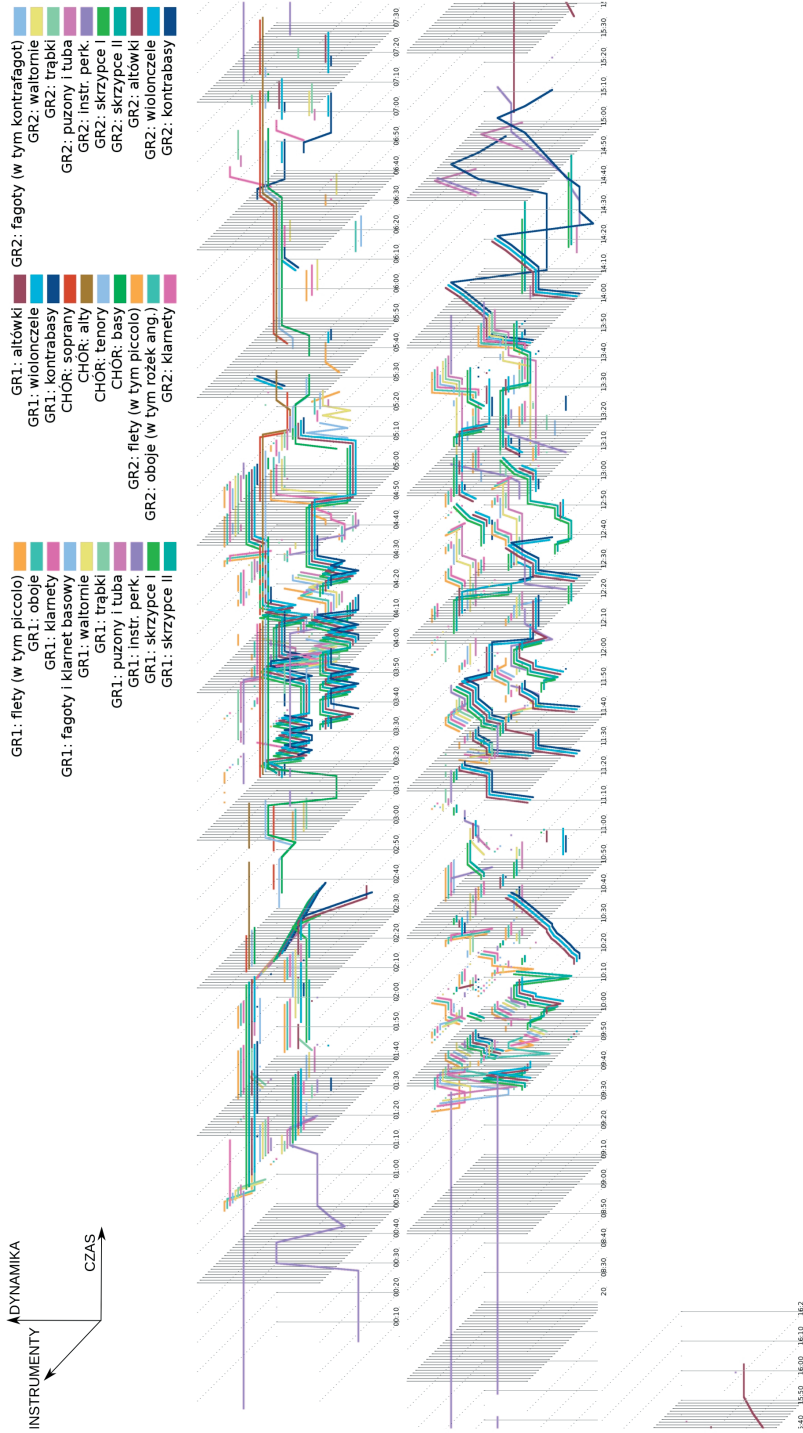 GR2: fagoty (w tym kontrafagot)
GR2: waltornie
GR2: trąbki
GR2: puzony i tuba
GR2: instr. perk.
GR2: skrzypce I
GR2: skrzypce II
GR2: altówki
GR2: wiolonczele
GR2: kontrabasy
GR1: altówki
GR1: wiolonczele
GR1: kontrabasy
CHÓR: soprany
CHÓR: alty
CHÓR: tenory
CHÓR: basy
GR2: flety (w tym piccolo)
GR2: oboje (w tym rożek ang.)
GR2: klarnety
GR1: flety (w tym piccolo)
GR1: oboje
GR1: klarnety
GR1: fagoty i klarnet basowy
GR1: waltornie
GR1: trąbki
GR1: puzony i tuba
GR1: instr. perk.
GR1: skrzypce I
GR1: skrzypce II
DYNAMIKA
CZAS
INSTRUMENTY
00:10 00:20 00:30 00:40 00:50 01:00 01:10 01:20 01:30 01:40 01:50 02:00 02:10 02:20 02:30 02:40 02:50 03:00 03:10 03:20 03:30 03:40 03:50 04:00 04:10 04:20 04:30 04:40 04:50 05:00 05:10 05:20 05:30 05:40 05:50 06:00 06:10 06:20 06:30 06:40 06:50 07:00 07:10 07:20 07:30
20 08:30 08:40 08:50 09:00 09:10 09:20 09:30 09:40 09:50 10:00 10:10 10:20 10:30 10:40 10:50 11:00 11:10 11:20 11:30 11:40 11:50 12:00 12:10 12:20 12:30 12:40 12:50 13:00 13:10 13:20 13:30 13:40 13:50 14:00 14:10 14:20 14:30 14:40 14:50 15:00 15:10 15:20 15:30
5:40 15:50 16:00 16:10 16:2